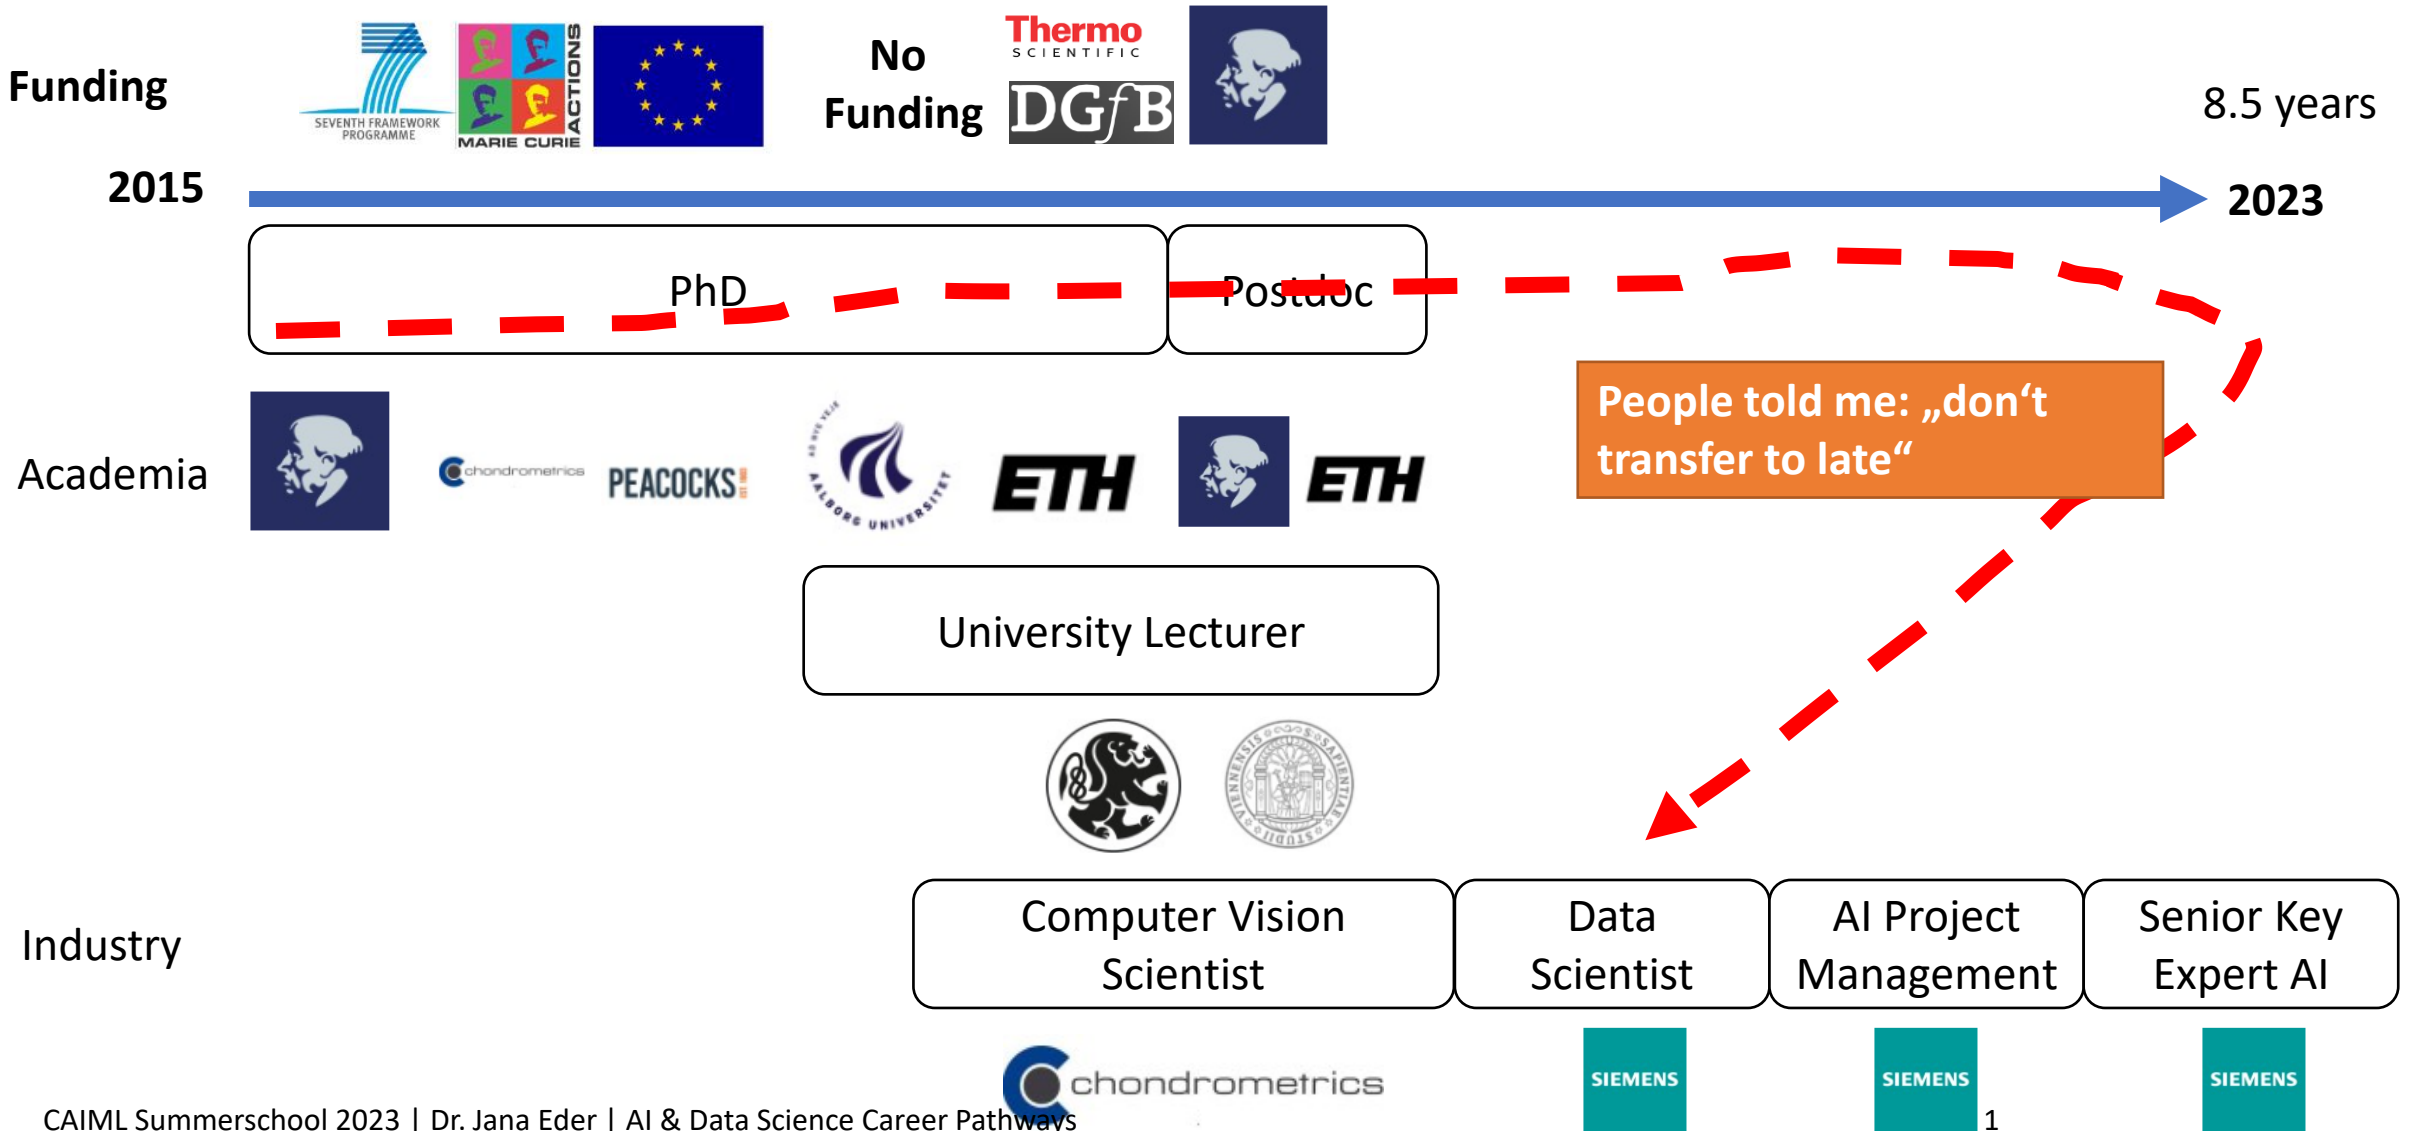 Funding
SEVENTH FRAMEWORK
PROGRAMME
MARIE CURIE
ACTIONS
No
Funding
Thermo
SCIENTIFIC
DGfB
8.5 years
2015
2023
PhD
Postdoc
People told me: „don‘t
transfer to late“
Academia
chondrometrics
PEACOCKS
AALBORG UNIVERSITET
ETH
ETH
University Lecturer
STUDII VIENNENSIS
Industry
Computer Vision
Scientist
Data
Scientist
AI Project
Management
Senior Key
Expert AI
chondrometrics
SIEMENS
SIEMENS
SIEMENS
CAIML Summerschool 2023 | Dr. Jana Eder | AI & Data Science Career Pathways
1